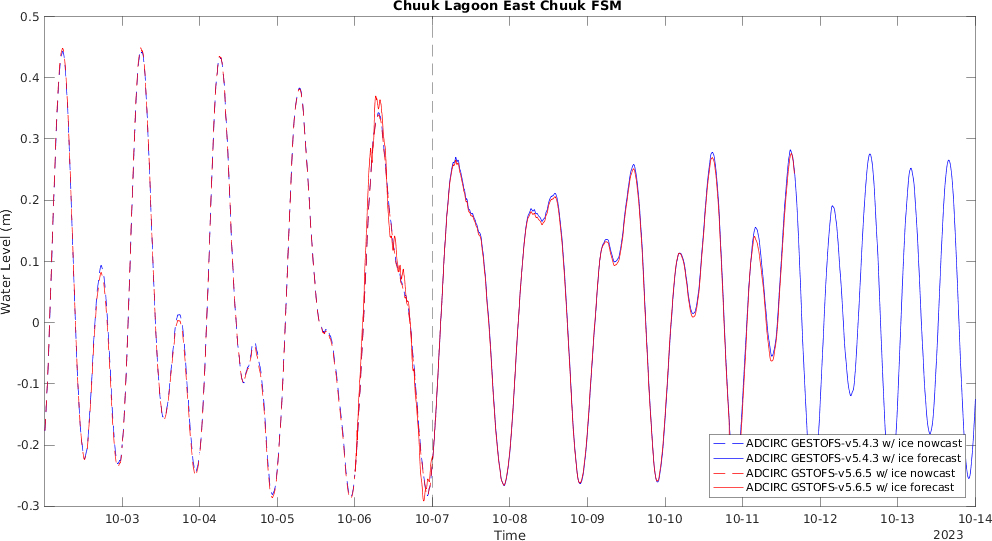 Chuuk Lagoon East Chuuk FSM
0.5
0.4
0.3
0.2
0.1
0
-0.1
-0.2
-0.3
Water Level (m)
ADCIRC GESTOFS-v5.4.3 w/ ice nowcast
ADCIRC GESTOFS-v5.4.3 w/ ice forecast
ADCIRC GSTOFS-v5.6.5 w/ ice nowcast
ADCIRC GSTOFS-v5.6.5 w/ ice forecast
10-03 10-04 10-05 10-06 10-07 10-08 10-09 10-10 10-11 10-12 10-13 10-14
Time
2023